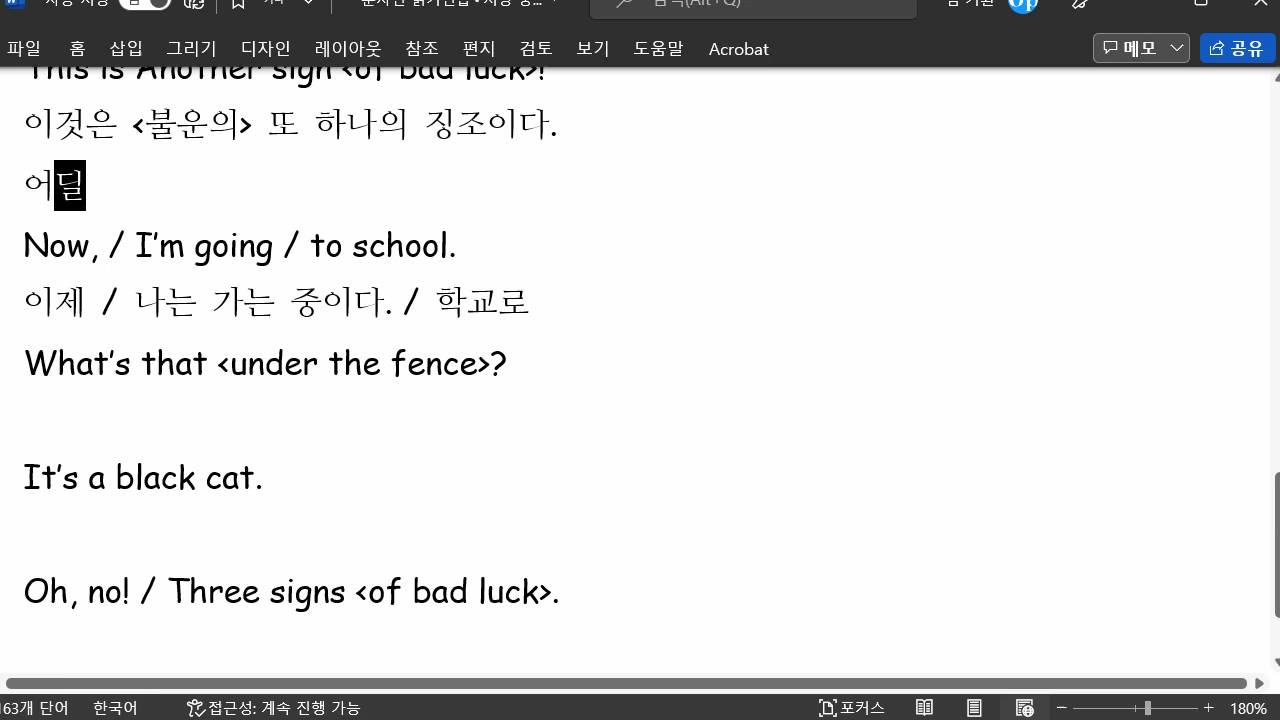 파일 홈 삽입 그리기 디자인 레이아웃 참조 편지 검토 보기 도움말 Acrobat 메모 공유
This is Another sign <of bad luck>!
이것은 <불운의> 또 하나의 징조이다.
어딜
Now, / I'm going / to school.
이제 / 나는 가는 중이다. / 학교로
What's that <under the fence>?
It's a black cat.
Oh, no! / Three signs <of bad luck>.
163개 단어 한국어 접근성: 계속 진행 가능 포커스 180%